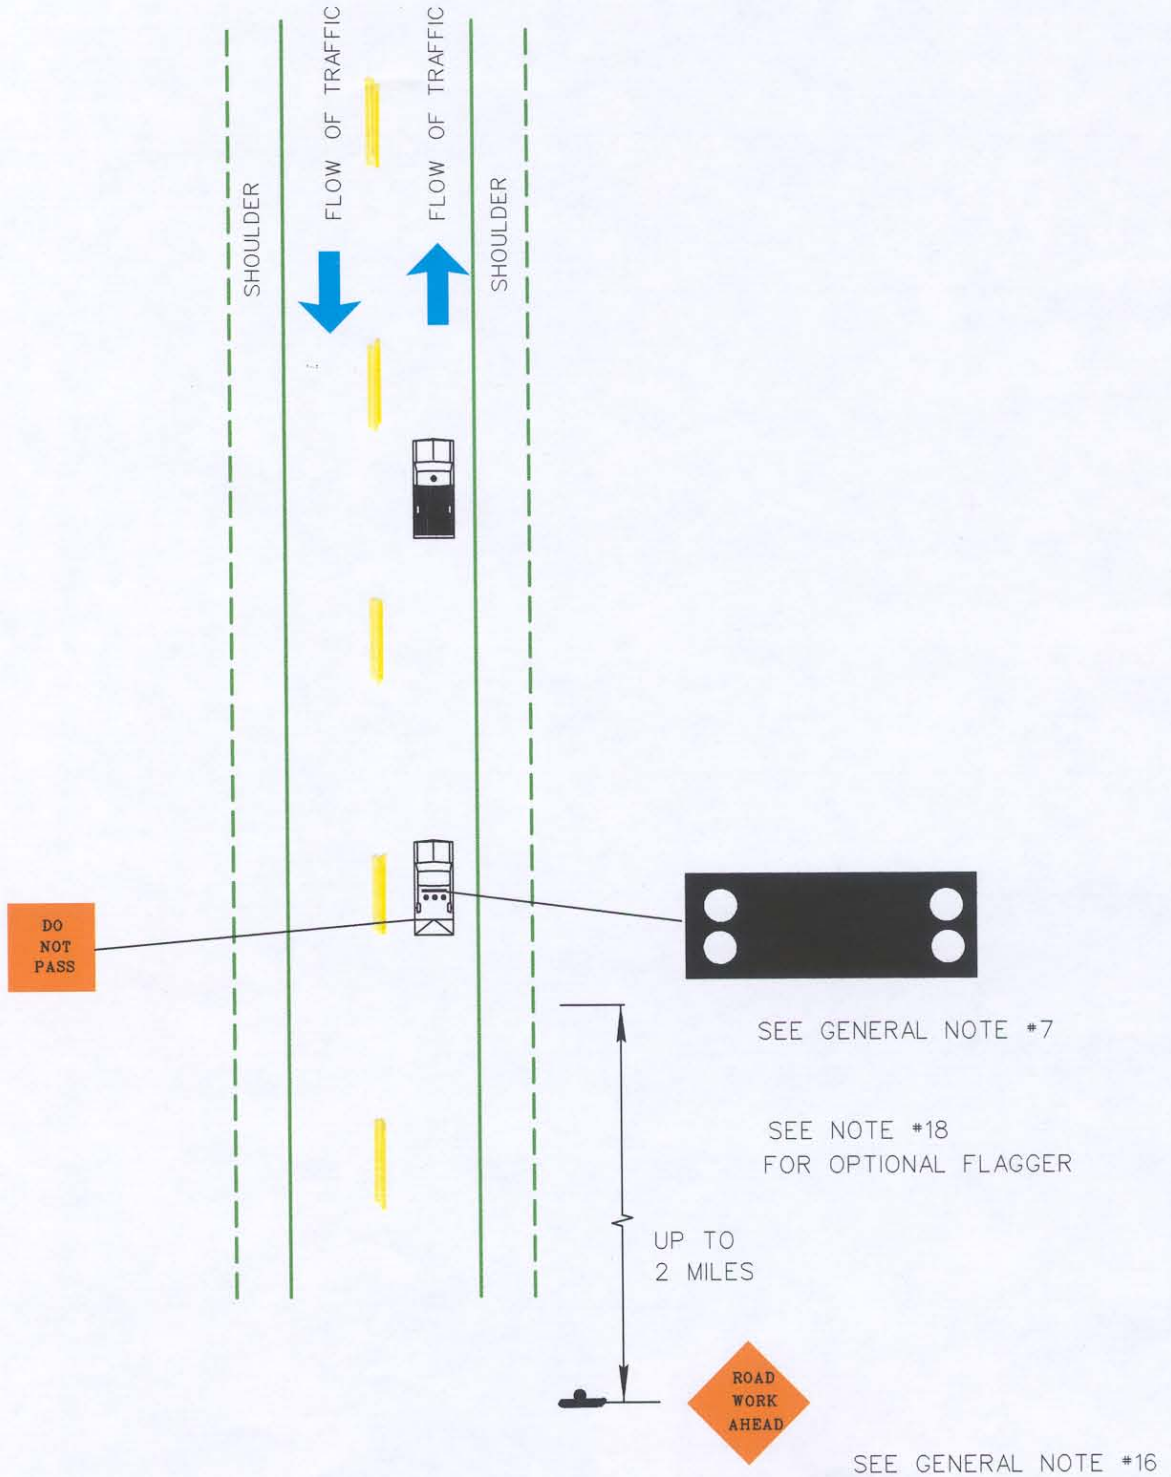 FLOW OF TRAFFIC
FLOW OF TRAFFIC
SHOULDER
SHOULDER
DO
NOT
PASS
SEE GENERAL NOTE #7
SEE NOTE #18
FOR OPTIONAL FLAGGER
UP TO
2 MILES
ROAD
WORK
AHEAD
SEE GENERAL NOTE #16